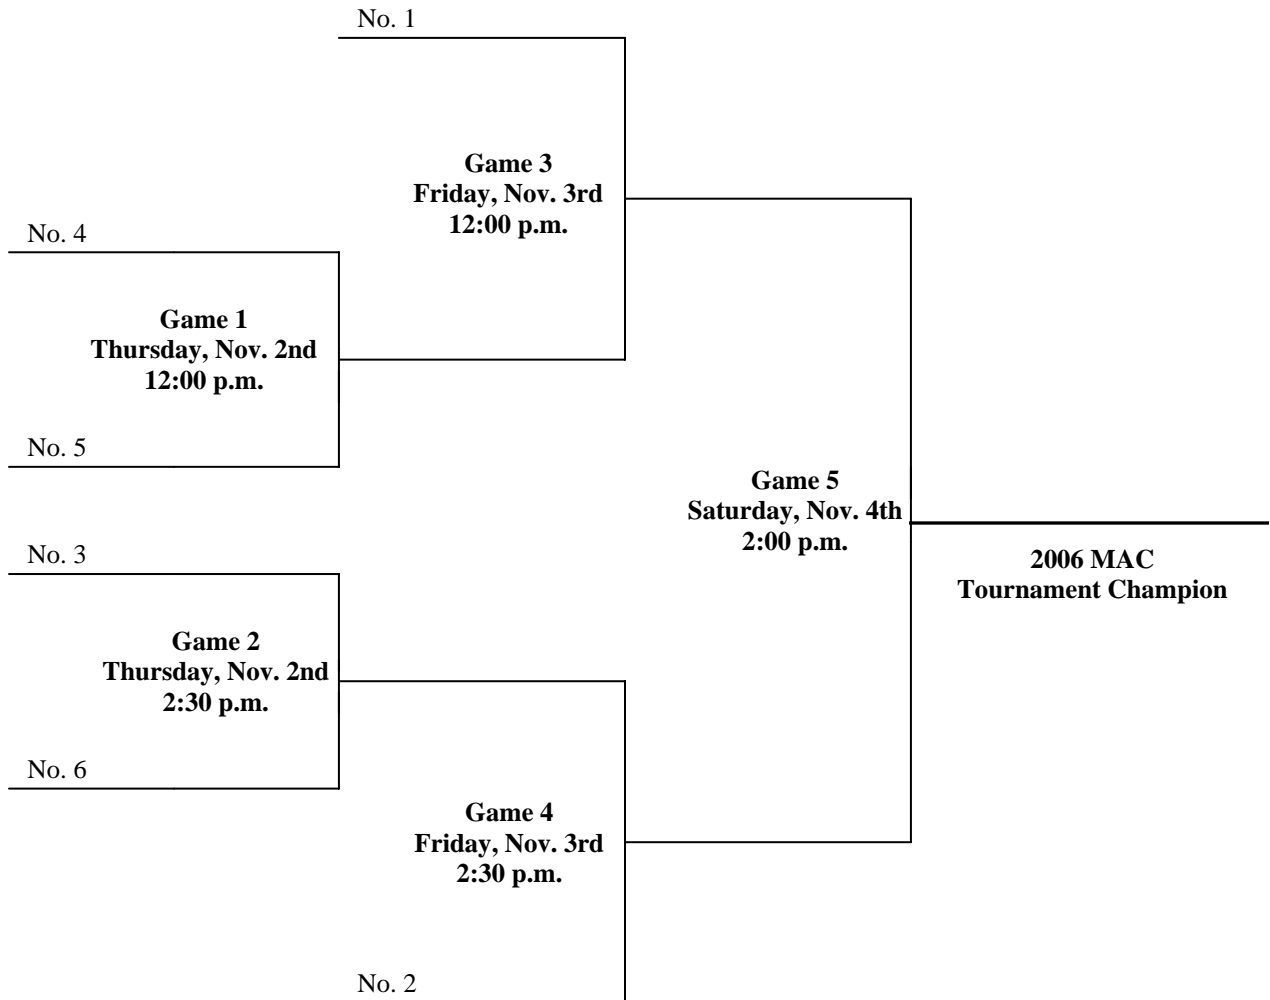 No. 1
Game 3
Friday, Nov. 3rd
12:00 p.m.
No. 4
Game 1
Thursday, Nov. 2nd
12:00 p.m.
No. 5
Game 5
Saturday, Nov. 4th
2:00 p.m.
No. 3
2006 MAC
Tournament Champion
Game 2
Thursday, Nov. 2nd
2:30 p.m.
No. 6
Game 4
Friday, Nov. 3rd
2:30 p.m.
No. 2